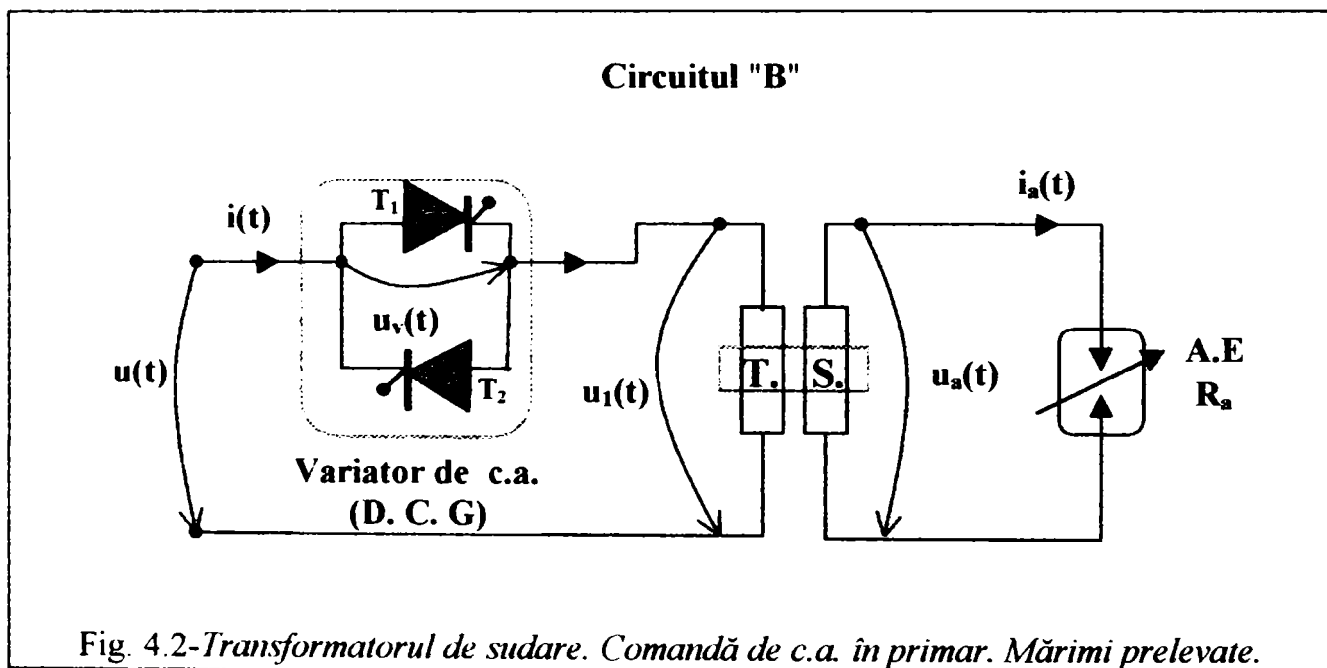 Circuitul "B"
i(t)
T₁
iₐ(t)
u(t)
uᵥ(t)
T₂
u₁(t)
T. S.
uₐ(t)
A.E
Rₐ
Variator de c.a.
(D. C. G)
Fig. 4.2-Transformatorul de sudare. Comandă de c.a. în primar. Mărimi prelevate.